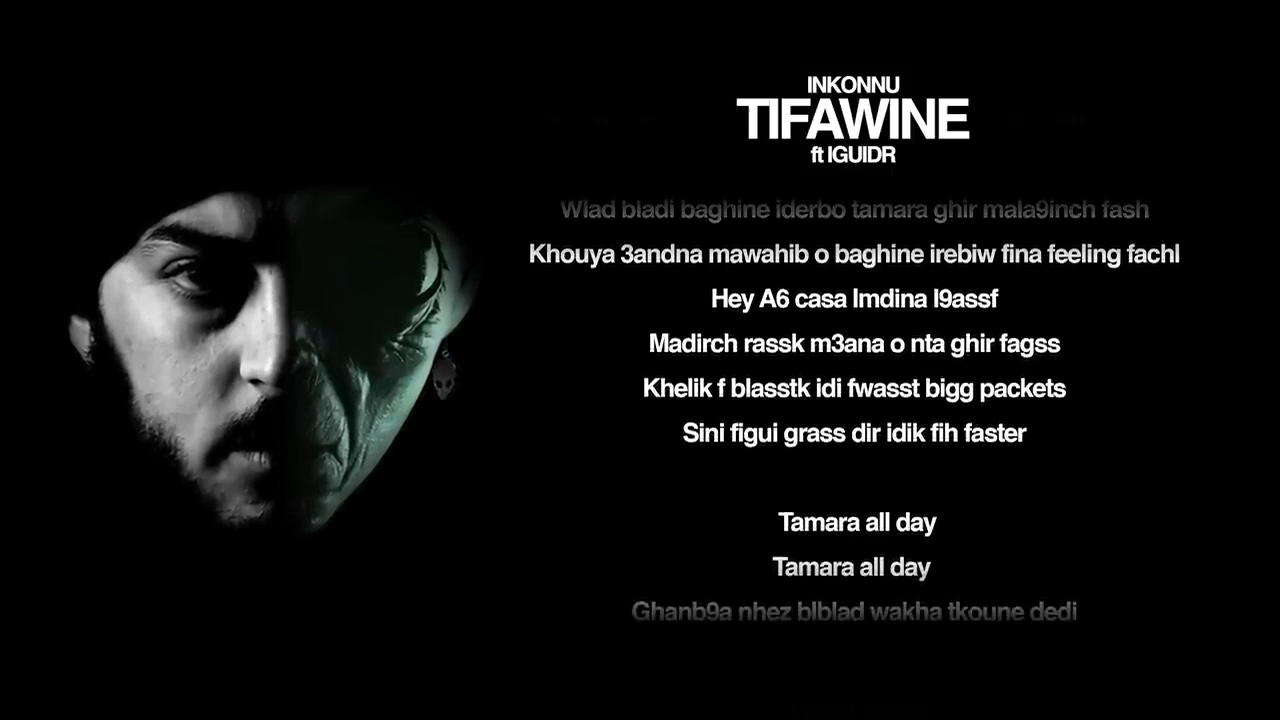 INKONNU
TIFAWINE
ft IGUIDR
Wlad bladi baghine iderbo tamara ghir mala9inch fash
Khouya 3andna mawahib o baghine irebiw fina feeling fachl
Hey A6 casa lmdina l9assf
Madirch rassk m3ana o nta ghir fagss
Khelik f blasstk idi fwasst bigg packets
Sini figui grass dir idik fih faster
Tamara all day
Tamara all day
Ghanb9a nhez blblad wakha tkoune dedi